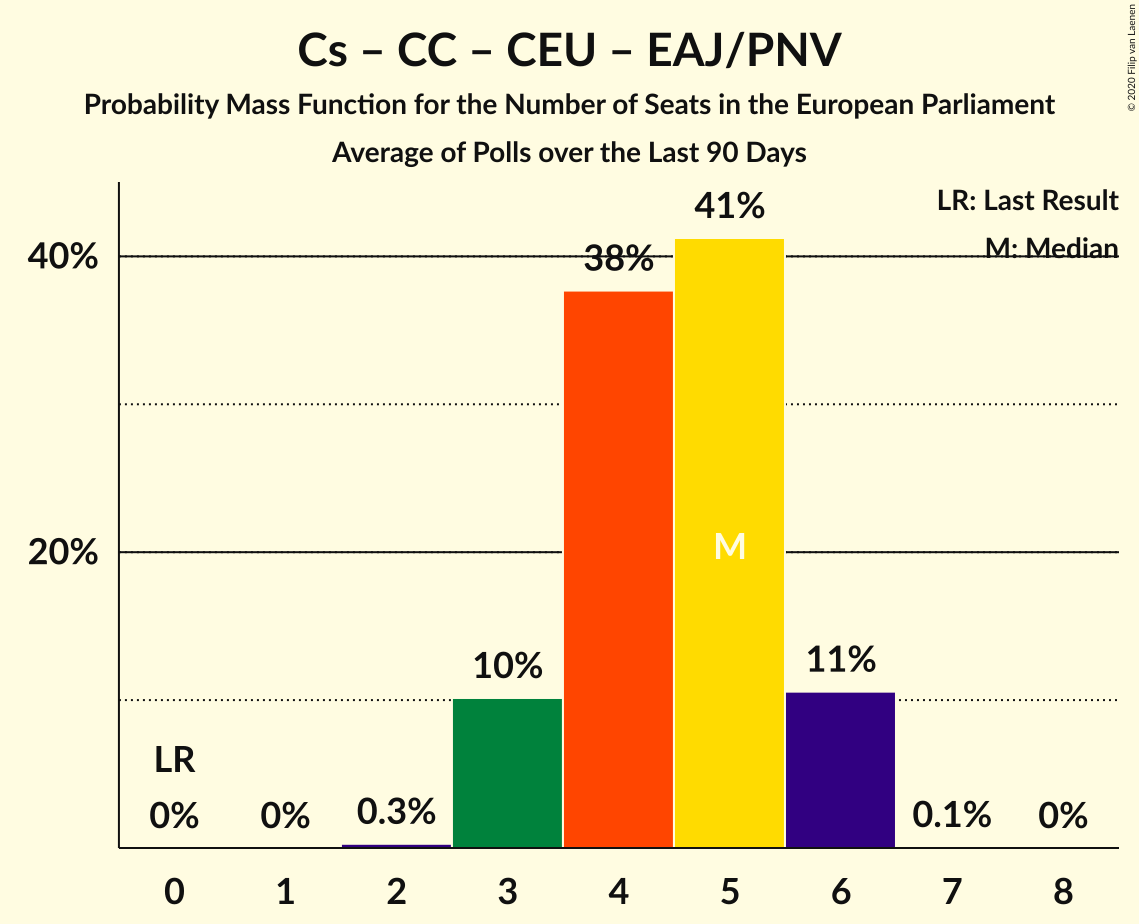 Cs – CC – CEU – EAJ/PNV
Probability Mass Function for the Number of Seats in the European Parliament
Average of Polls over the Last 90 Days
© 2020 Filip van Laenen
LR: Last Result
M: Median
40%
20%
41%
38%
M
10%
11%
LR
0%
0%
0.3%
0.1%
0%
0 1 2 3 4 5 6 7 8